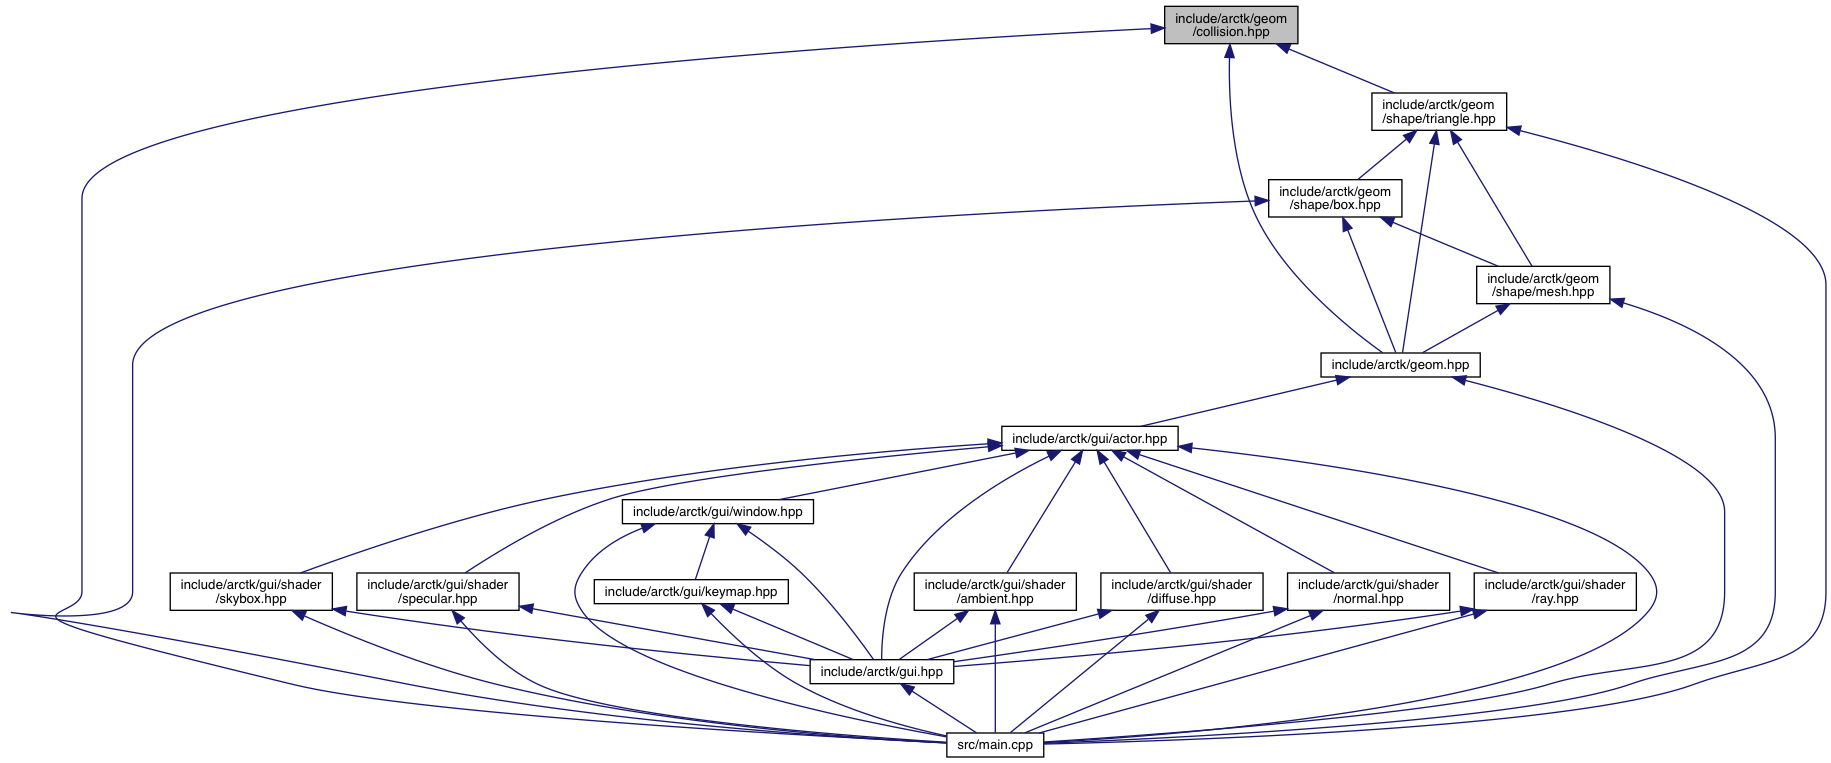 include/arctk/geom
/collision.hpp
include/arctk/geom
/shape/triangle.hpp
include/arctk/geom
/shape/box.hpp
include/arctk/geom
/shape/mesh.hpp
include/arctk/geom.hpp
include/arctk/gui/actor.hpp
include/arctk/gui/window.hpp
include/arctk/gui/shader
/skybox.hpp
include/arctk/gui/shader
/specular.hpp
include/arctk/gui/keymap.hpp
include/arctk/gui/shader
/ambient.hpp
include/arctk/gui/shader
/diffuse.hpp
include/arctk/gui/shader
/normal.hpp
include/arctk/gui/shader
/ray.hpp
include/arctk/gui.hpp
src/main.cpp